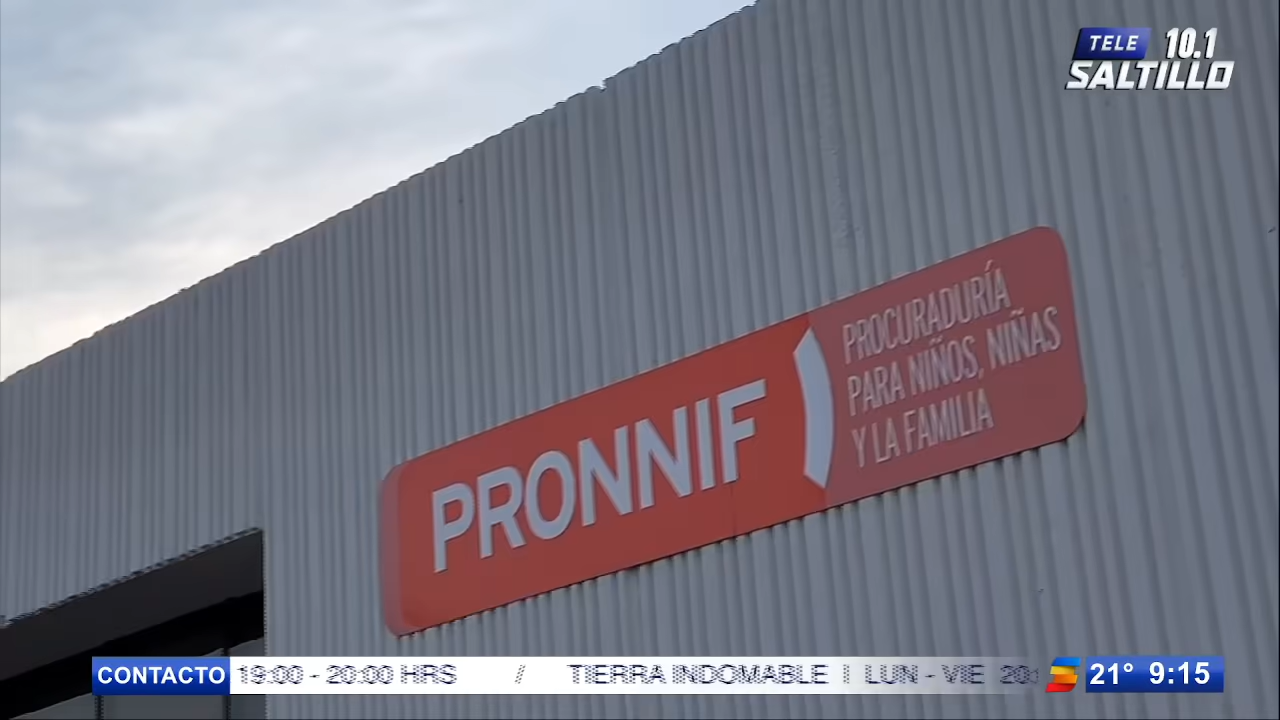 TELE 10.1
SALTILLO
PRONNIF
PROCURADURÍA
PARA NIÑOS, NIÑAS
Y LA FAMILIA
CONTACTO 19:00 - 20:00 HRS / TIERRA INDOMABLE | LUN - VIE 20: 21° 9:15